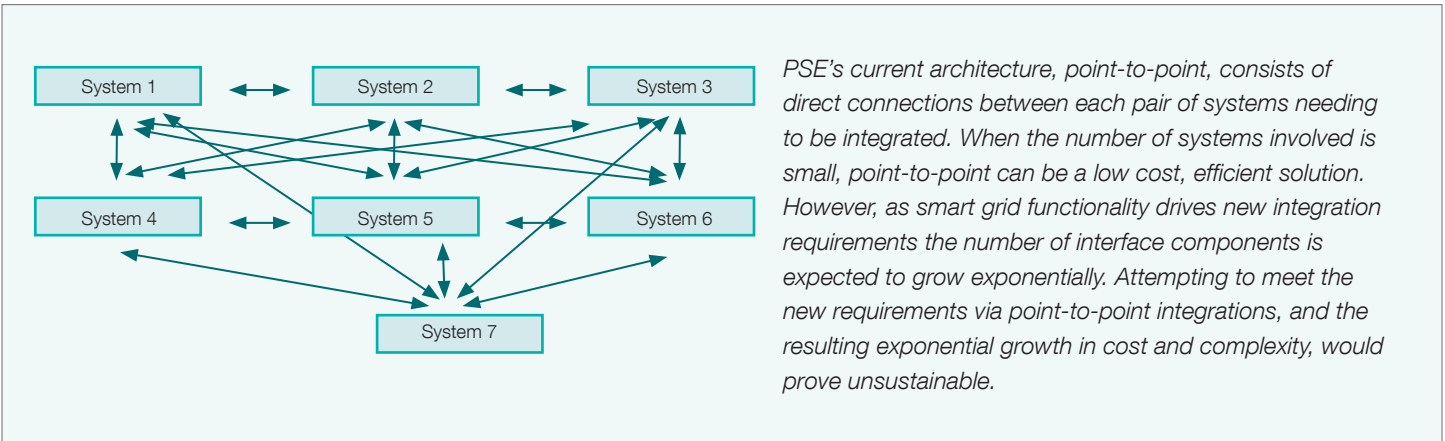 System 1
System 2
System 3
System 4
System 5
System 6
System 7
PSE’s current architecture, point-to-point, consists of
direct connections between each pair of systems needing
to be integrated. When the number of systems involved is
small, point-to-point can be a low cost, efficient solution.
However, as smart grid functionality drives new integration
requirements the number of interface components is
expected to grow exponentially. Attempting to meet the
new requirements via point-to-point integrations, and the
resulting exponential growth in cost and complexity, would
prove unsustainable.